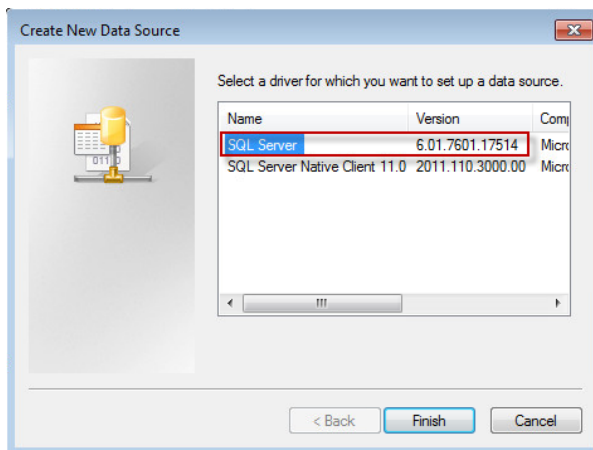 Create New Data Source
Select a driver for which you want to set up a data source.
Name Version
SQL Server 6.01.7601.17514
SQL Server Native Client 11.0 2011.110.3000.00
01110
< Back Finish Cancel